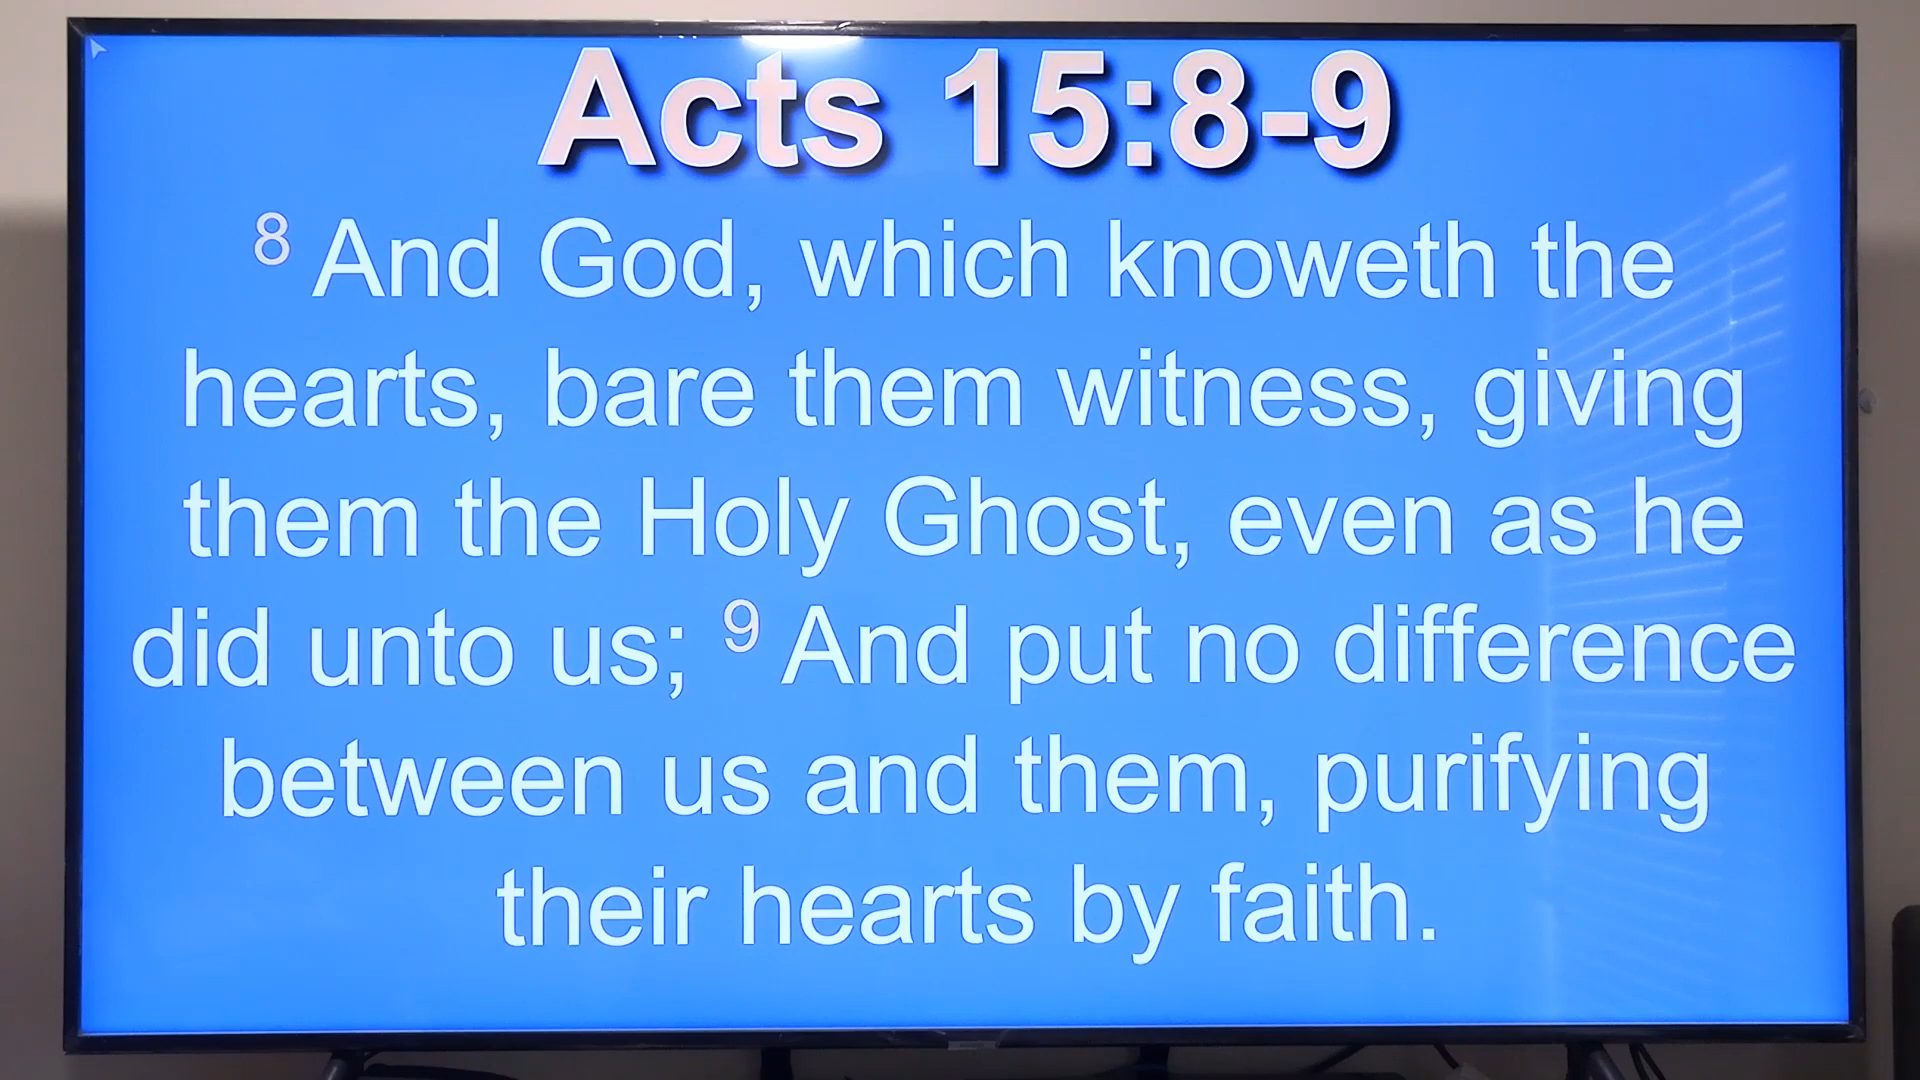 Acts 15:8-9
8 And God, which knoweth the
hearts, bare them witness, giving
them the Holy Ghost, even as he
did unto us; 9 And put no difference
between us and them, purifying
their hearts by faith.